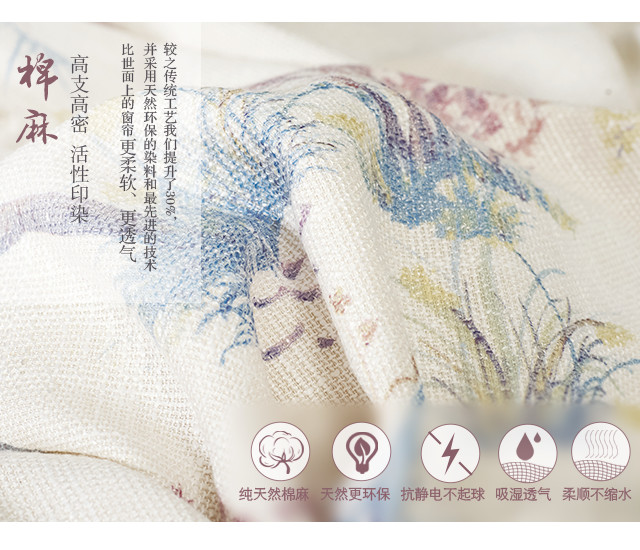 棉麻
高支高密 活性印染
较之传统工艺我们提升了30%,
并采用天然环保的染料和最先进的技术
比世面上的窗帘更柔软、更透气
纯天然棉麻
天然更环保
抗静电不起球
吸湿透气
柔顺不缩水